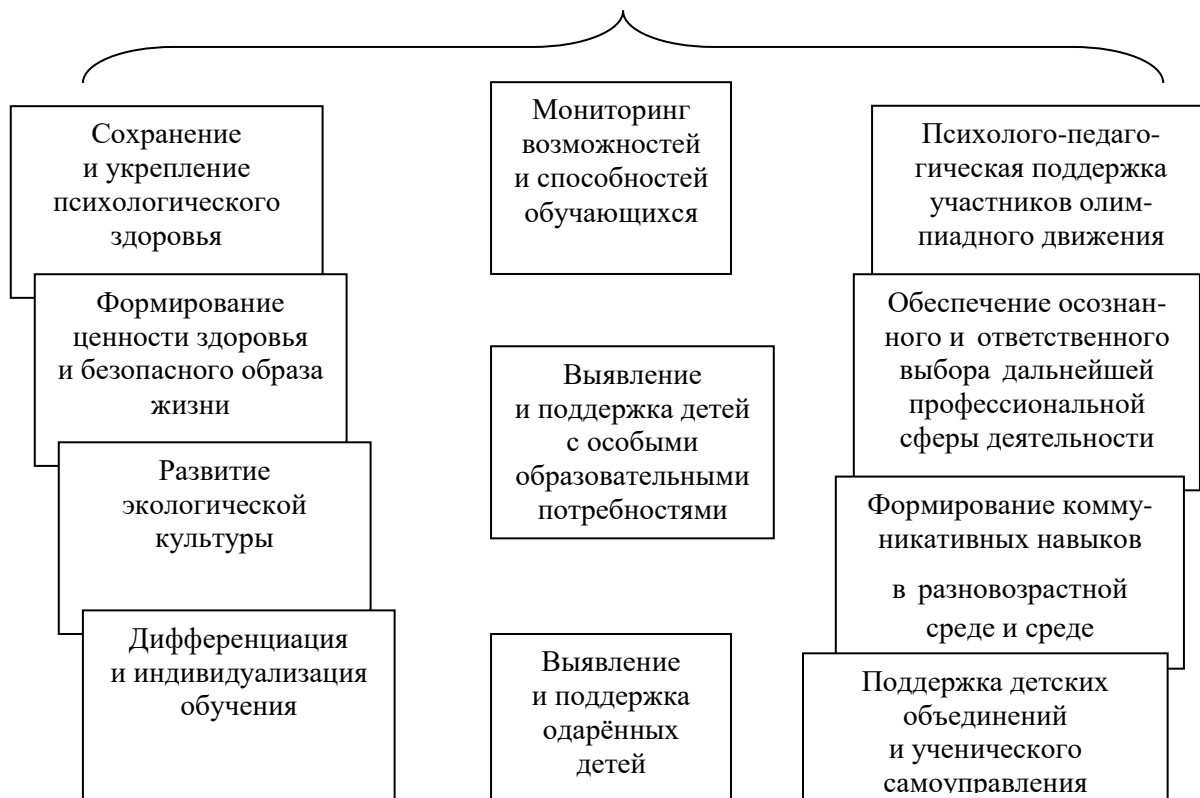 Сохранение
и укрепление
психологического
здоровья
Формирование
ценности здоровья
и безопасного образа
жизни
Развитие
экологической
культуры
Дифференциация
и индивидуализация
обучения
Мониторинг
возможностей
и способностей
обучающихся
Выявление
и поддержка детей
с особыми
образовательными
потребностями
Выявление
и поддержка
одарённых
детей
Психолого-педаго-
гическая поддержка
участников олим-
пиадного движения
Обеспечение осознан-
ного и ответственного
выбора дальнейшей
профессиональной
сферы деятельности
Формирование комму-
никативных навыков
в разновозрастной
среде и среде
Поддержка детских
объединений
и ученического
самоуправления